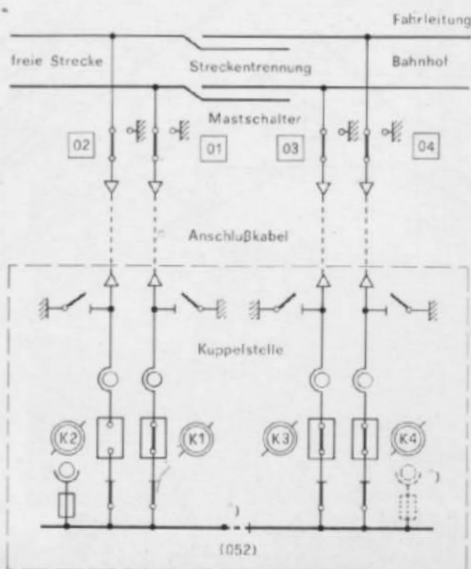 Fahrleitung
freie Strecke
Streckentrennung
Bahnhof
Mastschalter
02
01
03
04
Anschlußkabel
Kuppelstelle
K2
K1
K3
K4
*)
*)
(052)